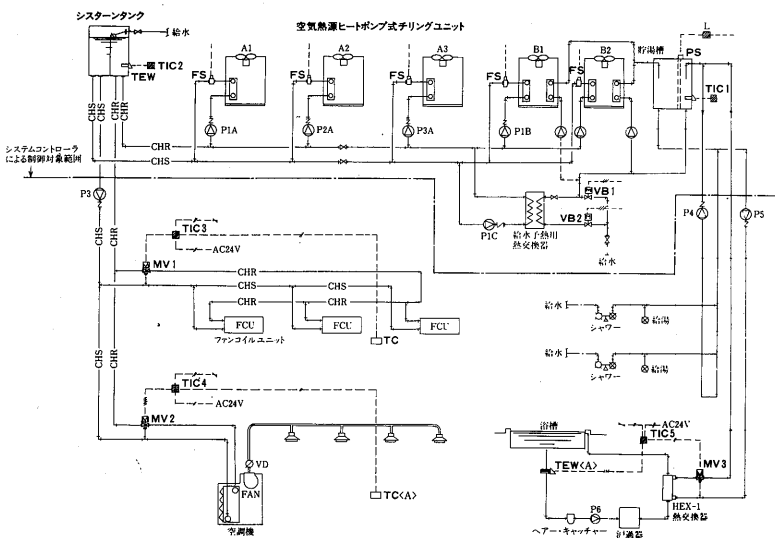 シスターンタンク
空気熱源ヒートポンプ式チリングユニット
給水
TIC2
TEW
A1
A2
A3
B1
B2
L
貯湯槽
PS
TIC1
FS
FS
FS
FS
FS
P1A
P2A
P3A
P1B
CHS
CHR
CHR
CHS
システムコントローラ
による制御対象範囲
P3
VB1
VB2
P1C
給水予熱用
熱交換器
給水
P4
P5
TIC3
AC24V
MV1
CHR
CHS
CHS
CHR
CHS
CHR
FCU
FCU
FCU
ファンコイルユニット
TC
給水
シャワー
給湯
給水
シャワー
給湯
TIC4
AC24V
MV2
VD
FAN
空調機
TC<A>
浴槽
AC24V
TIC5
TEW<A>
MV3
P6
HEX-1
熱交換器
ヘアー・キャッチャー
沪過器